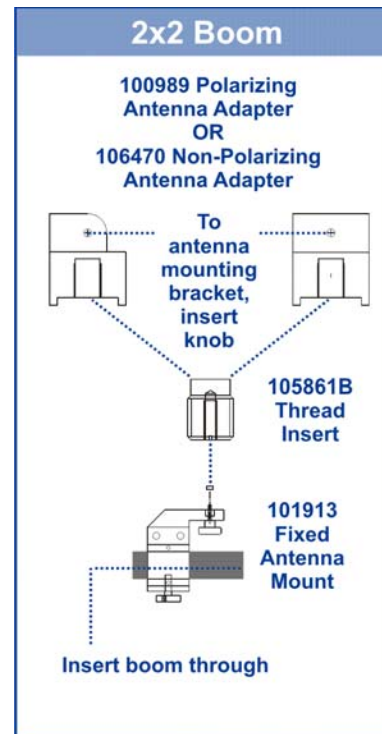 2x2 Boom
100989 Polarizing
Antenna Adapter
OR
106470 Non-Polarizing
Antenna Adapter
To
antenna
mounting
bracket,
insert
knob
105861B
Thread
Insert
101913
Fixed
Antenna
Mount
Insert boom through